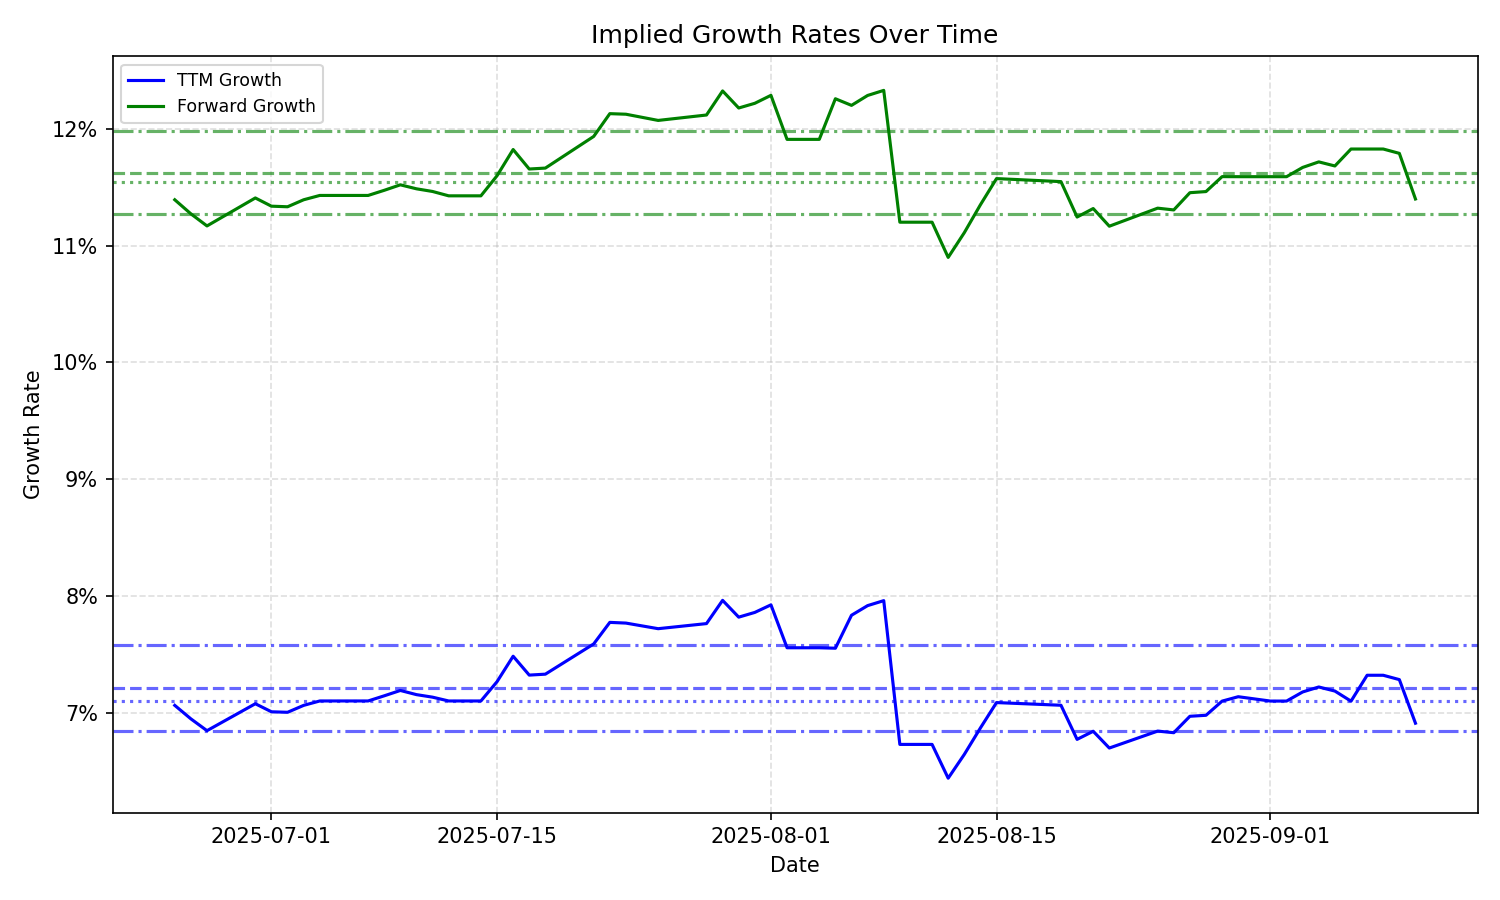 Implied Growth Rates Over Time
TTM Growth
Forward Growth
12%
11%
10%
9%
8%
7%
Growth Rate
2025-07-01
2025-07-15
2025-08-01
2025-08-15
2025-09-01
Date